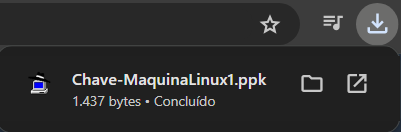 Chave-MaquinaLinux1.ppk
1.437 bytes • Concluído